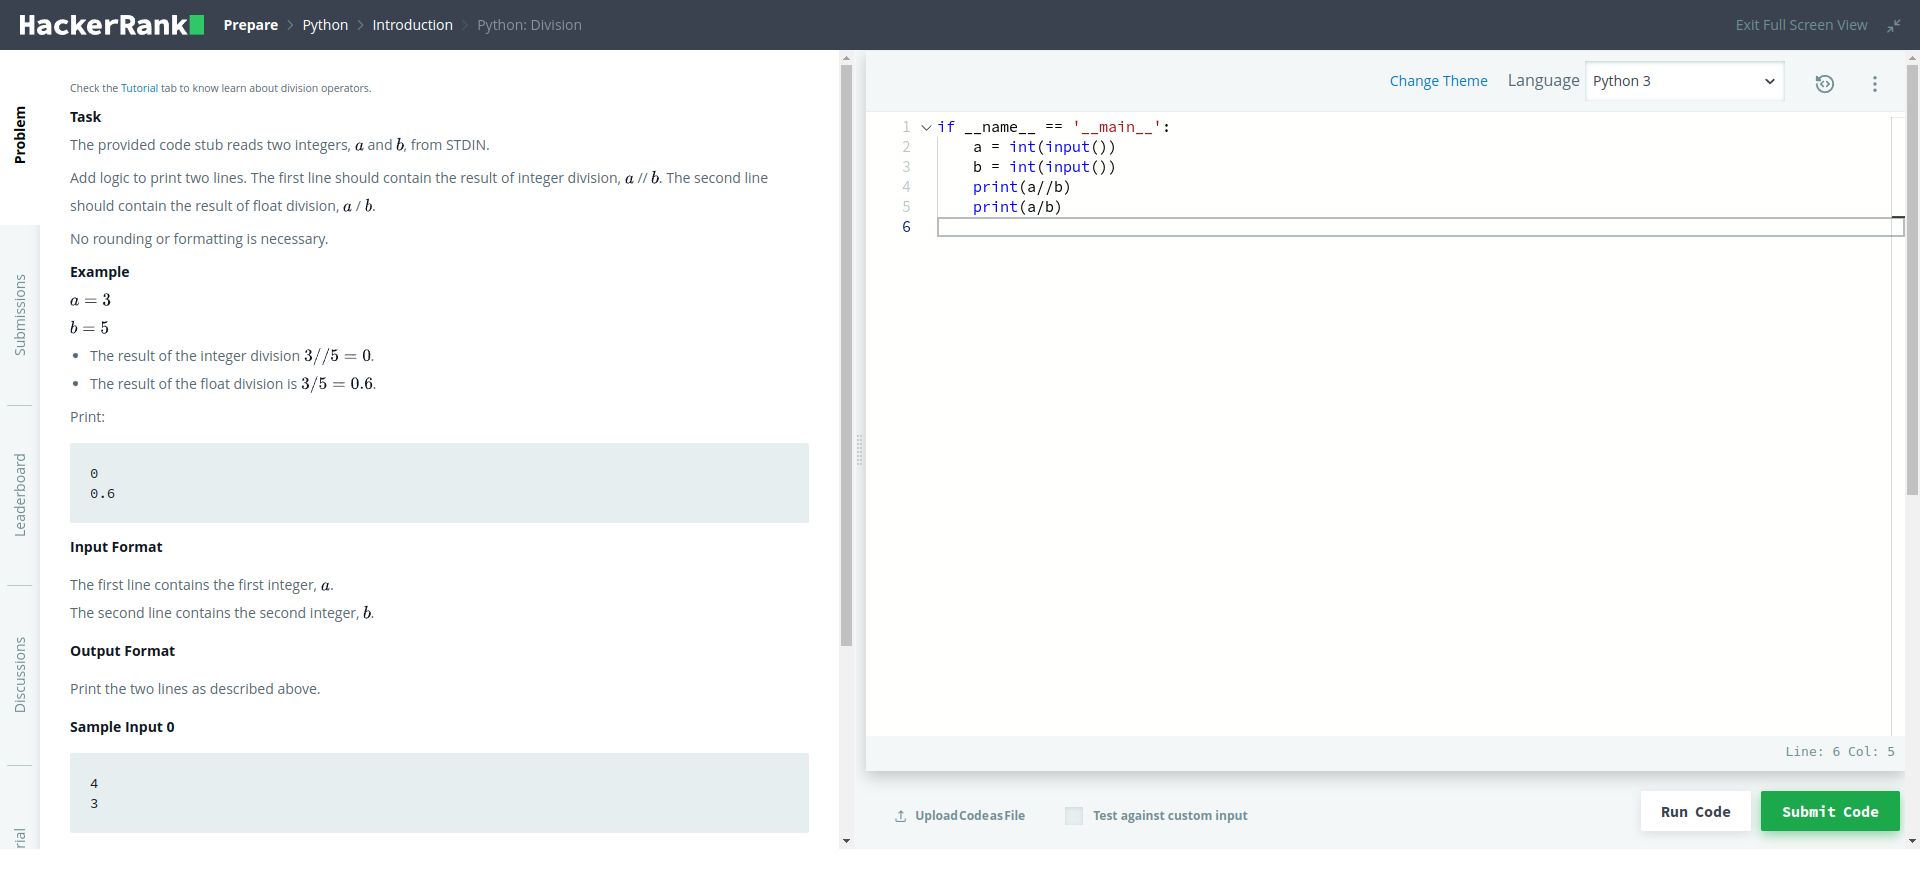 HackerRank Prepare > Python > Introduction > Python: Division
Exit Full Screen View
Problem
Submissions
Leaderboard
Discussions
rial
Check the Tutorial tab to know learn about division operators.
Task
The provided code stub reads two integers, a and b, from STDIN.
Add logic to print two lines. The first line should contain the result of integer division, a // b. The second line
should contain the result of float division, a / b.
No rounding or formatting is necessary.
Example
a = 3
b = 5
• The result of the integer division 3//5 = 0.
• The result of the float division is 3/5 = 0.6.
Print:
0
0.6
Input Format
The first line contains the first integer, a.
The second line contains the second integer, b.
Output Format
Print the two lines as described above.
Sample Input 0
4
3
Change Theme Language Python 3
1 if __name__ == '__main__':
2     a = int(input())
3     b = int(input())
4     print(a//b)
5     print(a/b)
6
Line: 6 Col: 5
Upload Code as File Test against custom input
Run Code Submit Code